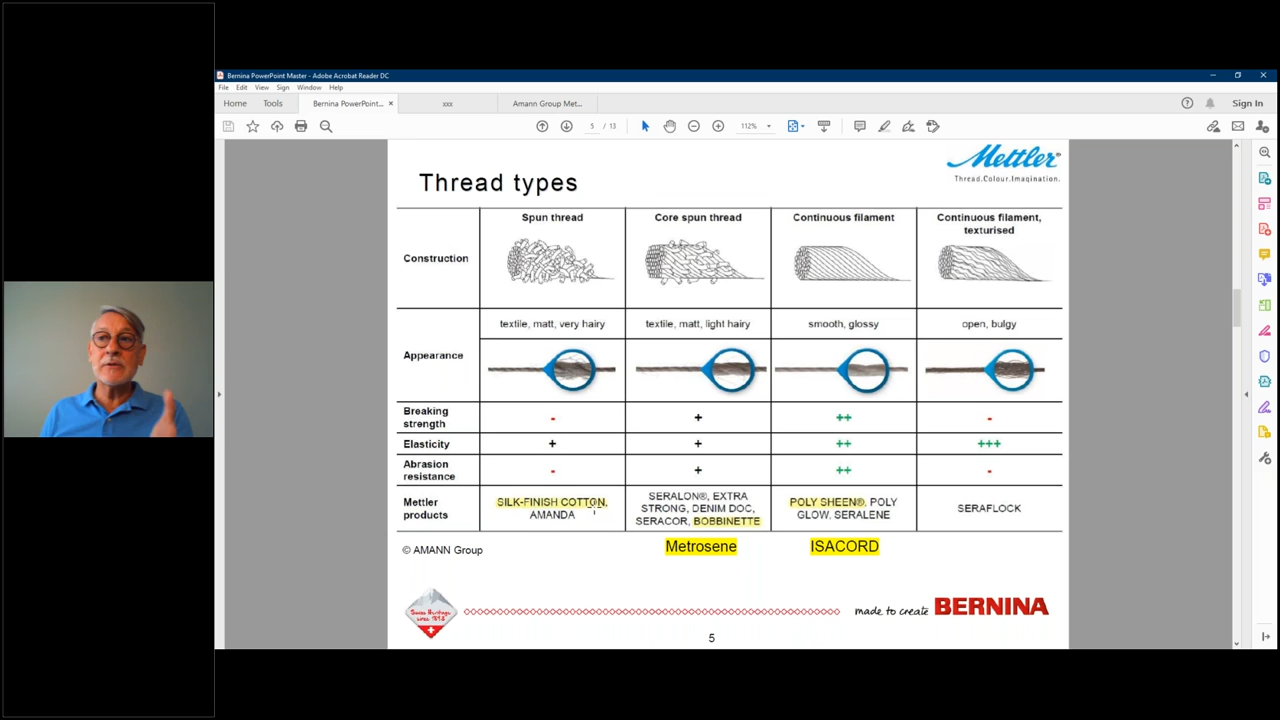 Bernina PowerPoint Master - Adobe Acrobat Reader DC
File Edit View Sign Window Help
Home Tools Bernina PowerPoint... × xxx Amann Group Met... Sign In
5 / 13 112%
Mettler®
Thread.Colour.Imagination.
Thread types
Spun thread Core spun thread Continuous filament Continuous filament,
texturised
Construction
textile, matt, very hairy textile, matt, light hairy smooth, glossy open, bulgy
Appearance
Breaking
strength - + ++ -
Elasticity + + ++ +++
Abrasion
resistance - + ++ -
Mettler
products
SILK-FINISH COTTON,
AMANDA
SERALON®, EXTRA
STRONG, DENIM DOC,
SERACOR, BOBBINETTE
POLY SHEEN®, POLY
GLOW, SERALENE
SERAFLOCK
Metrosene ISACORD
© AMANN Group
Swiss Heritage
since 1893
made to create BERNINA
5